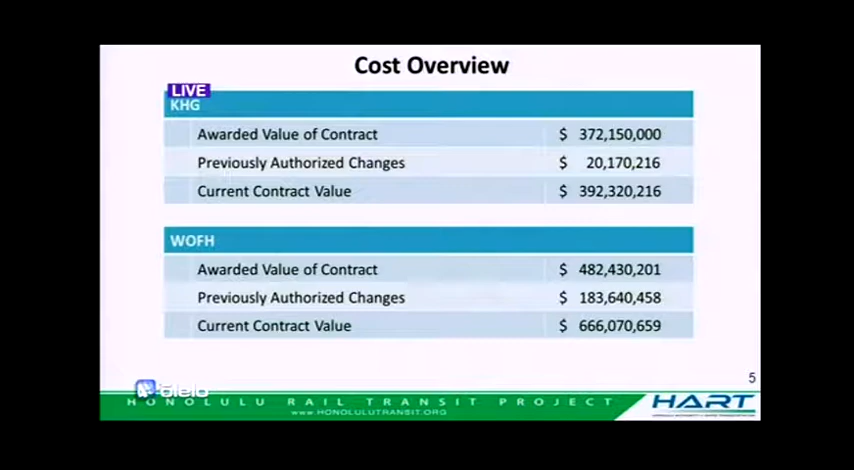 Cost Overview
LIVE
KHG
Awarded Value of Contract $ 372,150,000
Previously Authorized Changes $ 20,170,216
Current Contract Value $ 392,320,216
WOFH
Awarded Value of Contract $ 482,430,201
Previously Authorized Changes $ 183,640,458
Current Contract Value $ 666,070,659
5
ʻōlelo
HONOLULU RAIL TRANSIT PROJECT
www.HONOLULUTRANSIT.ORG
HART